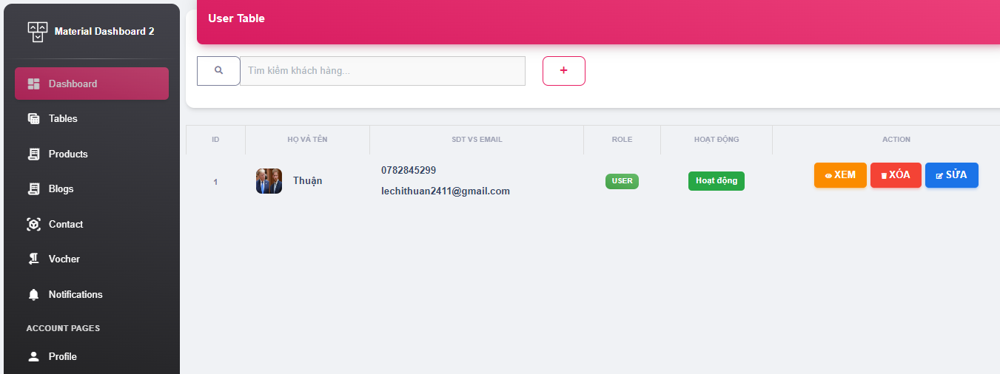 Material Dashboard 2
Dashboard
Tables
Products
Blogs
Contact
Vocher
Notifications
ACCOUNT PAGES
Profile
User Table
Tìm kiếm khách hàng...
+
ID HỌ VÀ TÊN SDT VS EMAIL ROLE HOẠT ĐỘNG ACTION
1 Thuận 0782845299 USER Hoạt động XEM XÓA SỮA
lechithuan2411@gmail.com